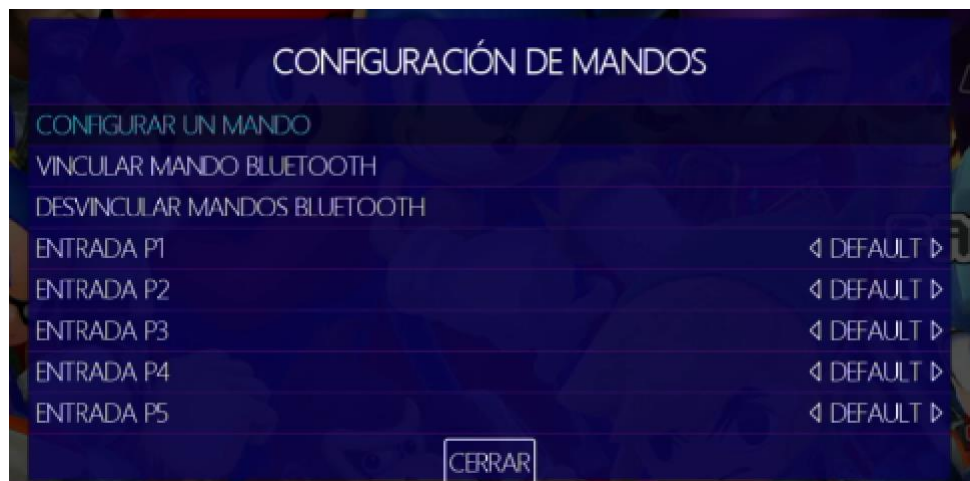 CONFIGURACIÓN DE MANDOS
CONFIGURAR UN MANDO
VINCULAR MANDO BLUETOOTH
DESVINCULAR MANDOS BLUETOOTH
ENTRADA P1 DEFAULT
ENTRADA P2 DEFAULT
ENTRADA P3 DEFAULT
ENTRADA P4 DEFAULT
ENTRADA P5 DEFAULT
CERRAR